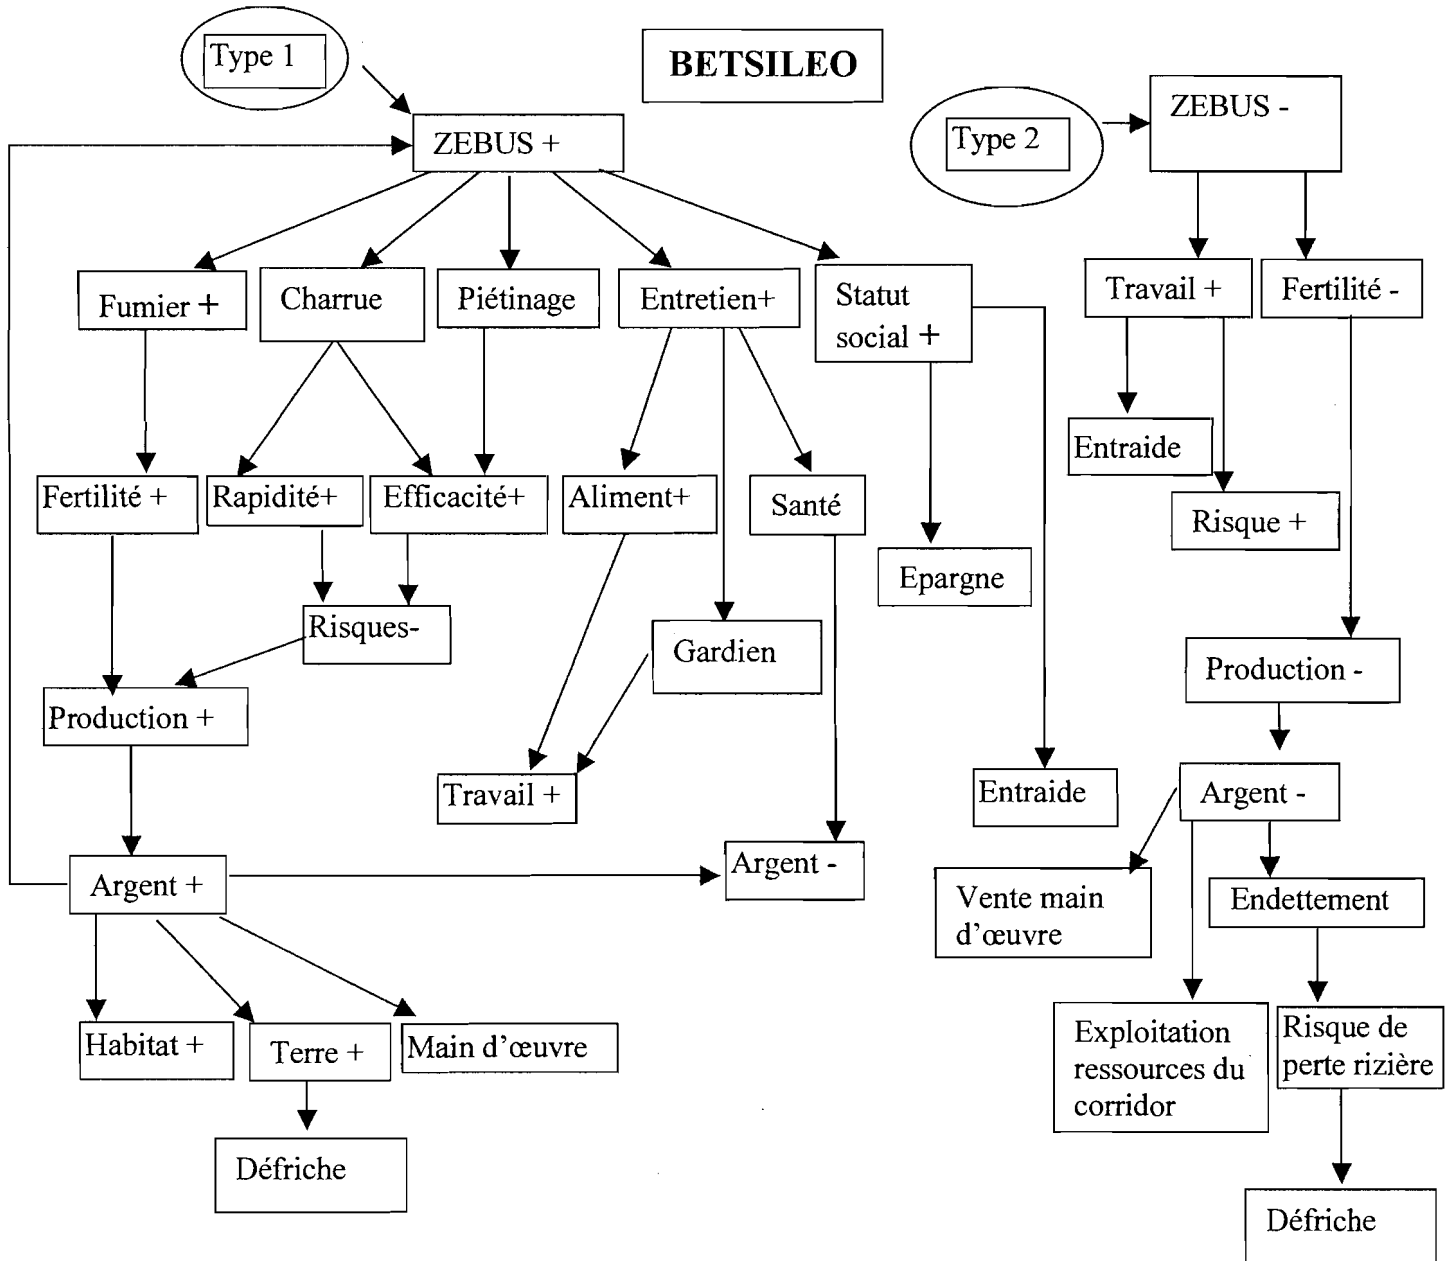 Type 1
BETSILEO
ZEBUS +
Type 2
ZEBUS -
Fumier +
Charrue
Piétinage
Entretien+
Statut
social +
Travail +
Fertilité -
Entraide
Fertilité +
Rapidité+
Efficacité+
Aliment+
Santé
Risque +
Epargne
Risques-
Gardien
Production -
Production +
Travail +
Entraide
Argent -
Argent +
Argent -
Vente main
d'œuvre
Endettement
Habitat +
Terre +
Main d'œuvre
Exploitation
ressources du
corridor
Risque de
perte rizière
Défriche
Défriche